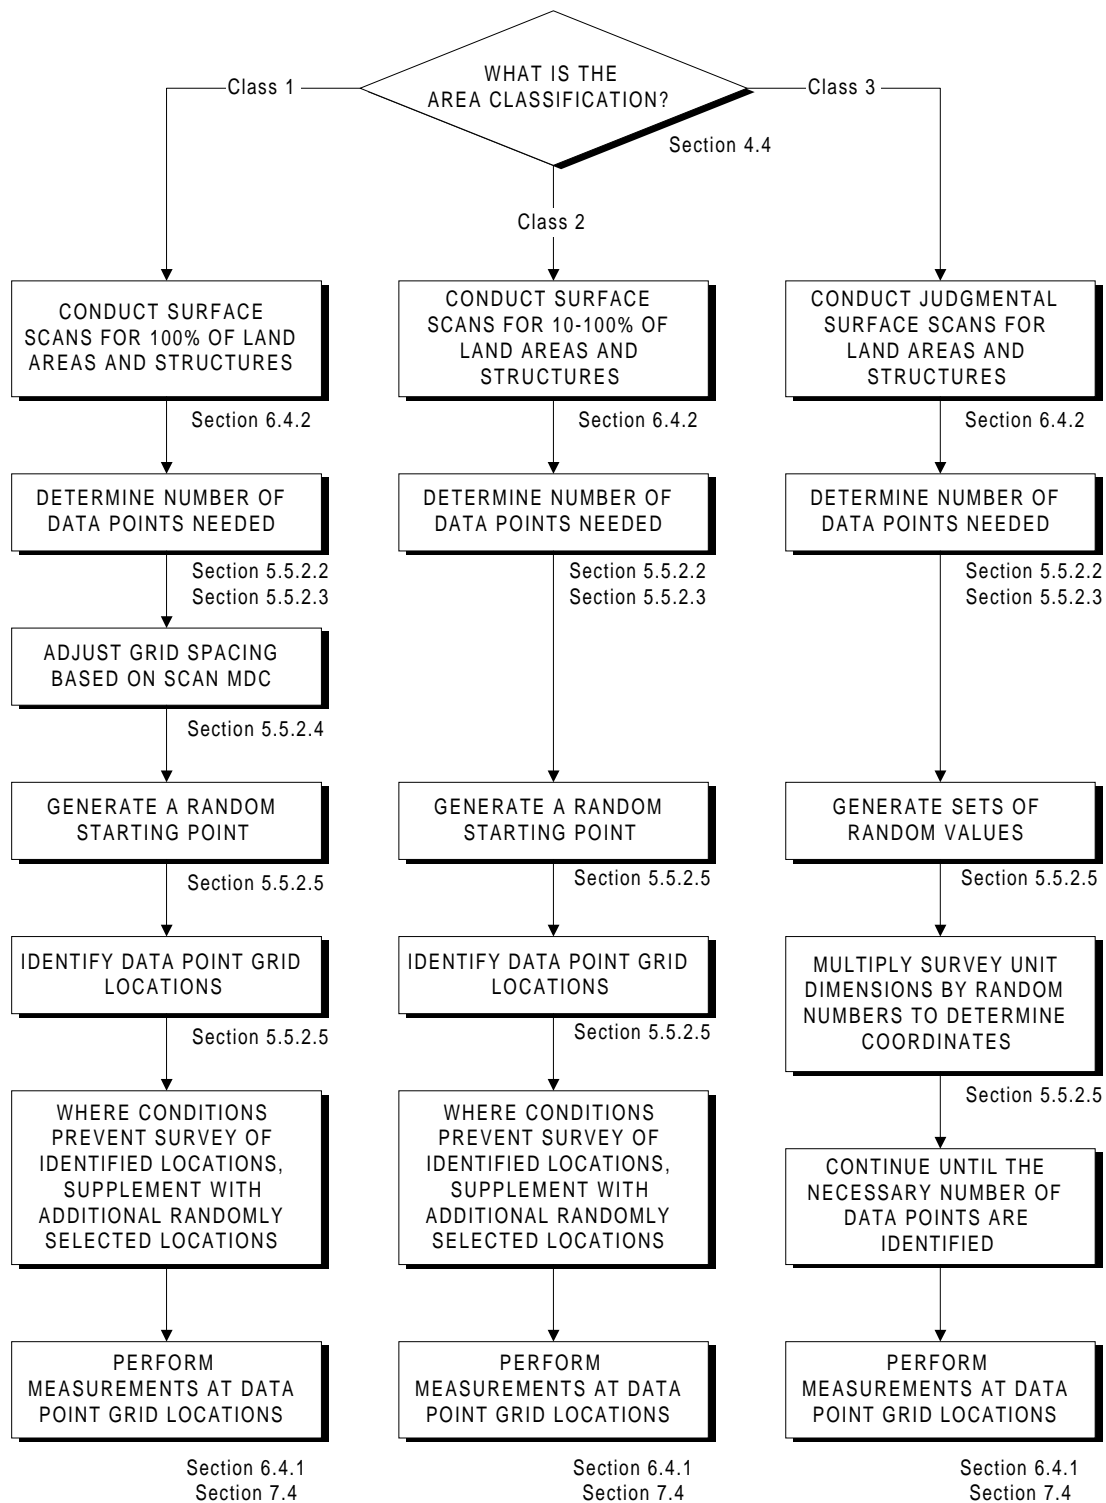 WHAT IS THE
AREA CLASSIFICATION?
Class 1
Class 3
Section 4.4
Class 2
CONDUCT SURFACE
SCANS FOR 100% OF LAND
AREAS AND STRUCTURES
Section 6.4.2
DETERMINE NUMBER OF
DATA POINTS NEEDED
Section 5.5.2.2
Section 5.5.2.3
ADJUST GRID SPACING
BASED ON SCAN MDC
Section 5.5.2.4
GENERATE A RANDOM
STARTING POINT
Section 5.5.2.5
IDENTIFY DATA POINT GRID
LOCATIONS
Section 5.5.2.5
WHERE CONDITIONS
PREVENT SURVEY OF
IDENTIFIED LOCATIONS,
SUPPLEMENT WITH
ADDITIONAL RANDOMLY
SELECTED LOCATIONS
PERFORM
MEASUREMENTS AT DATA
POINT GRID LOCATIONS
Section 6.4.1
Section 7.4
CONDUCT SURFACE
SCANS FOR 10-100% OF
LAND AREAS AND
STRUCTURES
Section 6.4.2
DETERMINE NUMBER OF
DATA POINTS NEEDED
Section 5.5.2.2
Section 5.5.2.3
GENERATE A RANDOM
STARTING POINT
Section 5.5.2.5
IDENTIFY DATA POINT GRID
LOCATIONS
Section 5.5.2.5
WHERE CONDITIONS
PREVENT SURVEY OF
IDENTIFIED LOCATIONS,
SUPPLEMENT WITH
ADDITIONAL RANDOMLY
SELECTED LOCATIONS
PERFORM
MEASUREMENTS AT DATA
POINT GRID LOCATIONS
Section 6.4.1
Section 7.4
CONDUCT JUDGMENTAL
SURFACE SCANS FOR
LAND AREAS AND
STRUCTURES
Section 6.4.2
DETERMINE NUMBER OF
DATA POINTS NEEDED
Section 5.5.2.2
Section 5.5.2.3
GENERATE SETS OF
RANDOM VALUES
Section 5.5.2.5
MULTIPLY SURVEY UNIT
DIMENSIONS BY RANDOM
NUMBERS TO DETERMINE
COORDINATES
Section 5.5.2.5
CONTINUE UNTIL THE
NECESSARY NUMBER OF
DATA POINTS ARE
IDENTIFIED
PERFORM
MEASUREMENTS AT DATA
POINT GRID LOCATIONS
Section 6.4.1
Section 7.4